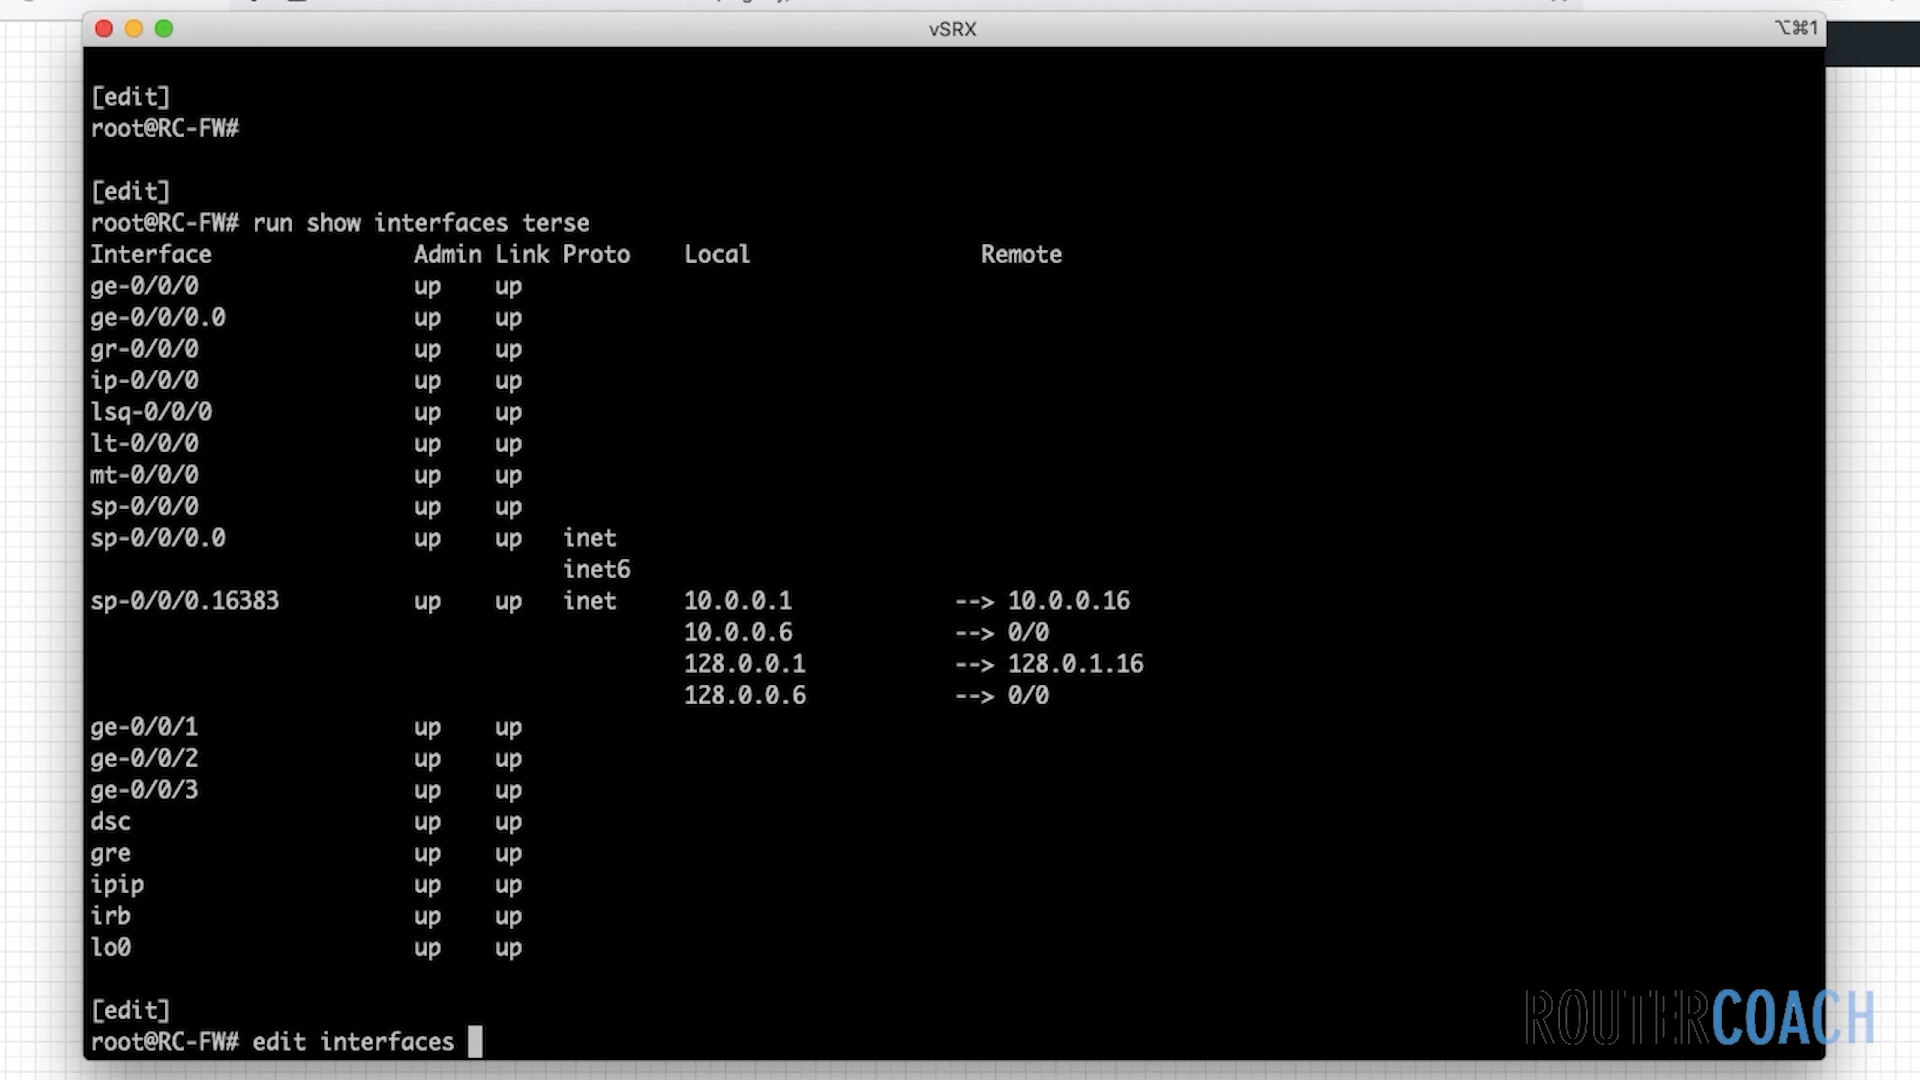 vSRX
⌥⌘1
[edit]
root@RC-FW#
[edit]
root@RC-FW# run show interfaces terse
Interface Admin Link Proto Local Remote
ge-0/0/0 up up
ge-0/0/0.0 up up
gr-0/0/0 up up
ip-0/0/0 up up
lsq-0/0/0 up up
lt-0/0/0 up up
mt-0/0/0 up up
sp-0/0/0 up up
sp-0/0/0.0 up up inet
inet6
sp-0/0/0.16383 up up inet 10.0.0.1 --> 10.0.0.16
10.0.0.6 --> 0/0
128.0.0.1 --> 128.0.1.16
128.0.0.6 --> 0/0
ge-0/0/1 up up
ge-0/0/2 up up
ge-0/0/3 up up
dsc up up
gre up up
ipip up up
irb up up
lo0 up up
[edit]
root@RC-FW# edit interfaces
ROUTERCOACH